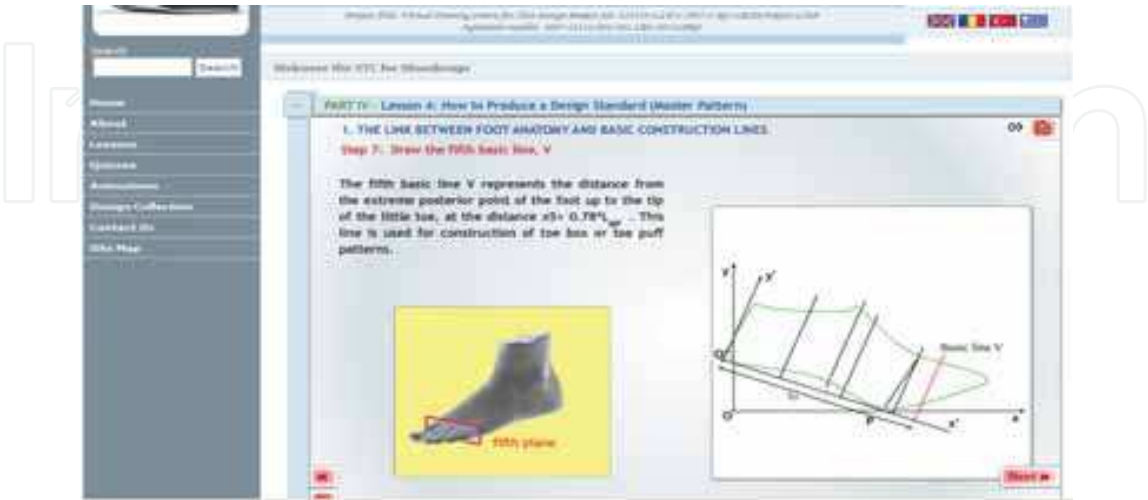 Search
Search
Home
About
Lessons
Quizzes
Animations
Design Collection
Contact Us
Site Map
PART IV - Lesson 4: How to Produce a Design Standard (Master Pattern)
1. THE LINK BETWEEN FOOT ANATOMY AND BASIC CONSTRUCTION LINES
Step 7: Draw the fifth basic line, V
The fifth basic line V represents the distance from
the extreme posterior point of the foot up to the tip
of the little toe, at the distance x5= 0.78*L . This
line is used for construction of toe box or toe puff
patterns.
fifth plane
y
y'
Basic line V
O
P
x'
x
Next